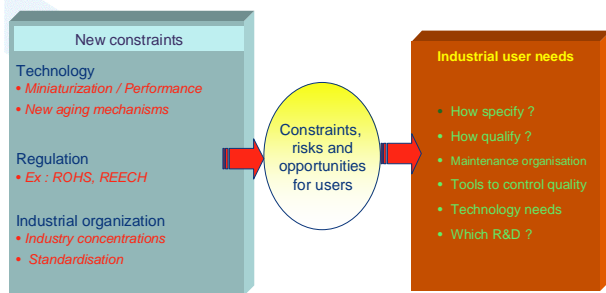 New constraints
Technology
• Miniaturization / Performance
• New aging mechanisms
Regulation
• Ex : ROHS, REECH
Industrial organization
• Industry concentrations
• Standardisation
Constraints,
risks and
opportunities
for users
Industrial user needs
• How specify ?
• How qualify ?
• Maintenance organisation
• Tools to control quality
• Technology needs
• Which R&D ?